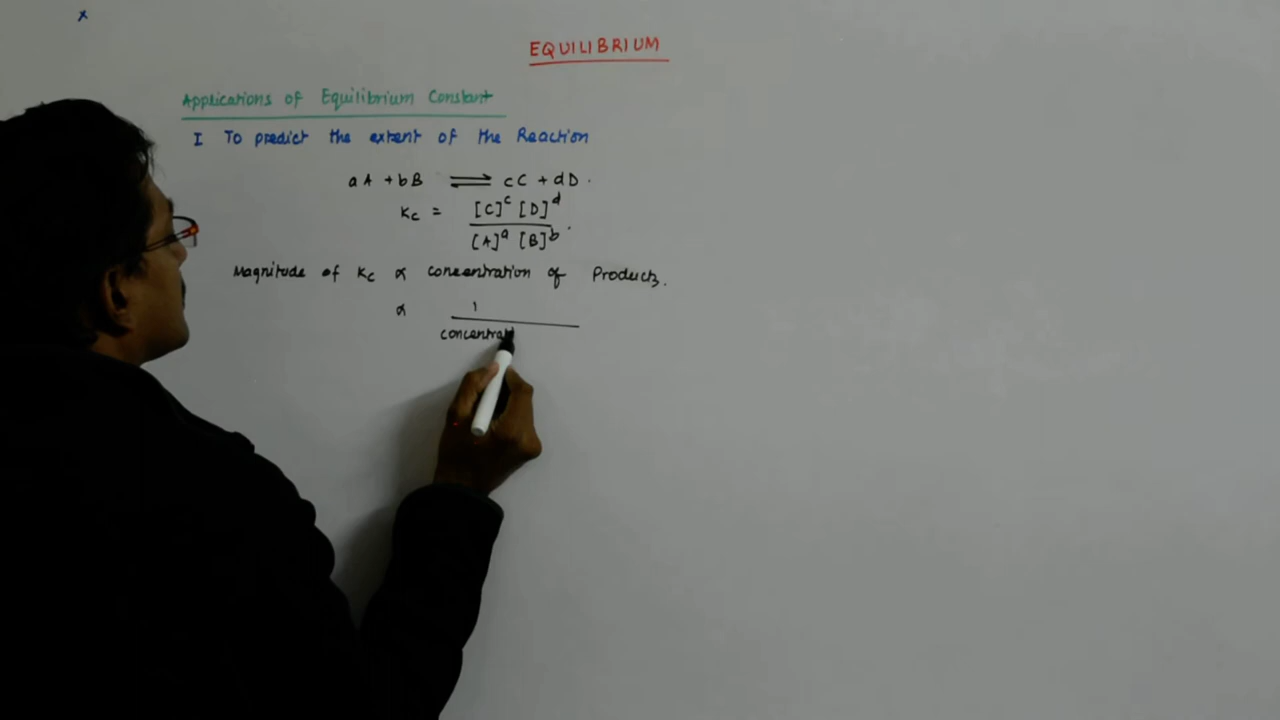 x
EQUILIBRIUM
Applications of Equilibrium Constant
I To predict the extent of the Reaction
aA + bB ⇌ cC + dD.
Kc = [C]^c [D]^d / [A]^a [B]^b.
Magnitude of Kc ∝ concentration of Products.
∝ 1
concentrat